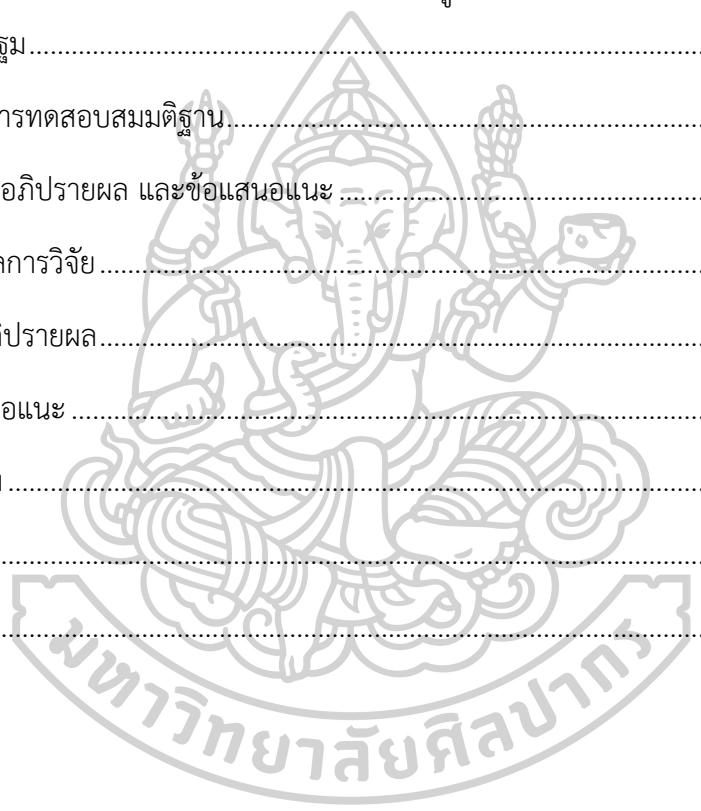 ฐม
ารทดสอบสมมติฐาน
อภิปรายผล และข้อเสนอแนะ
การวิจัย
ปรายผล
อแนะ
มหาวิทยาลัยศิลปากร